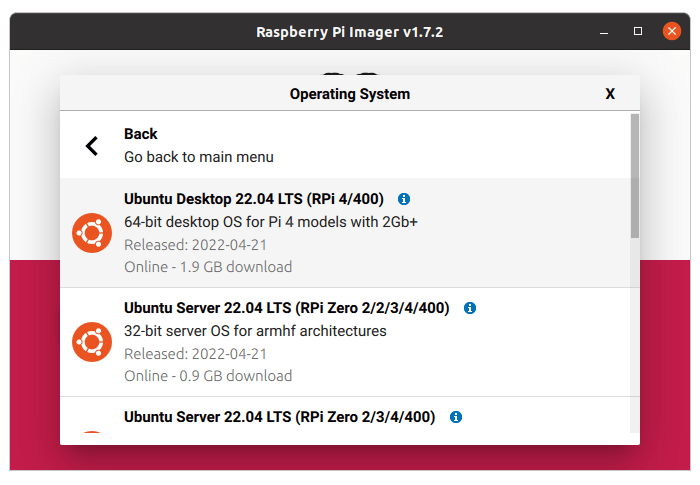 Raspberry Pi Imager v1.7.2
Operating System
X
Back
Go back to main menu
Ubuntu Desktop 22.04 LTS (RPi 4/400)
64-bit desktop OS for Pi 4 models with 2Gb+
Released: 2022-04-21
Online - 1.9 GB download
Ubuntu Server 22.04 LTS (RPi Zero 2/2/3/4/400)
32-bit server OS for armhf architectures
Released: 2022-04-21
Online - 0.9 GB download
Ubuntu Server 22.04 LTS (RPi Zero 2/3/4/400)